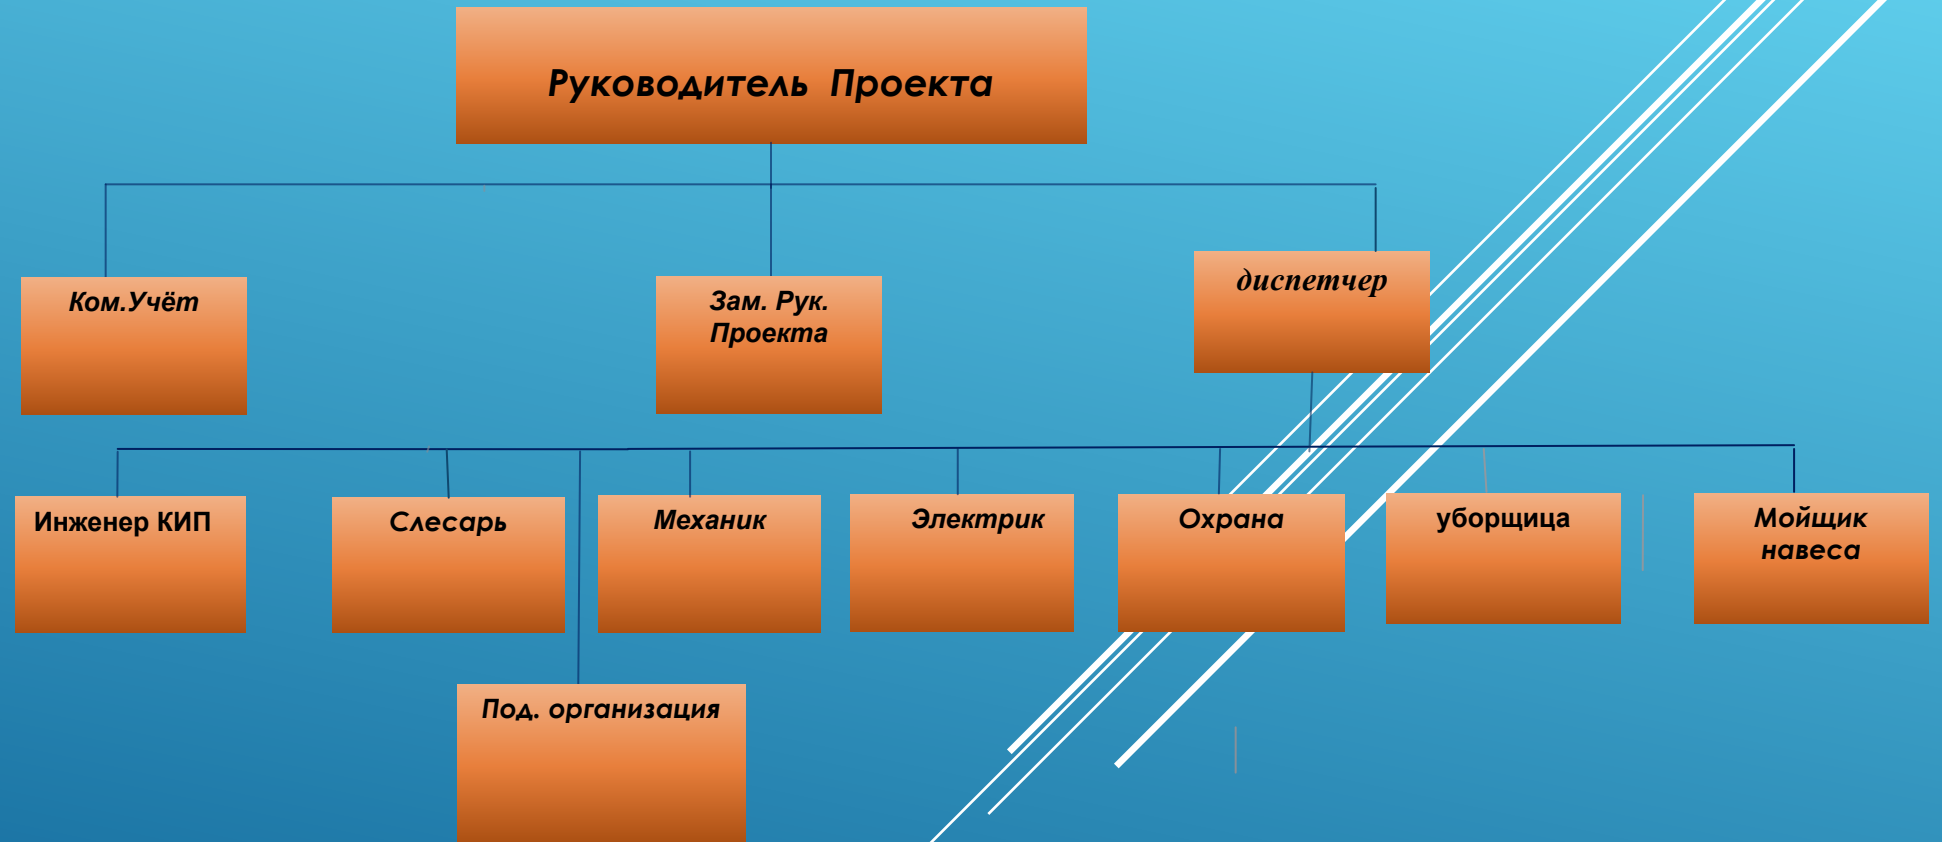 Руководитель Проекта
Ком.Учёт
Зам. Рук.
Проекта
диспетчер
Инженер КИП
Слесарь
Механик
Электрик
Охрана
уборщица
Мойщик
навеса
Под. организация